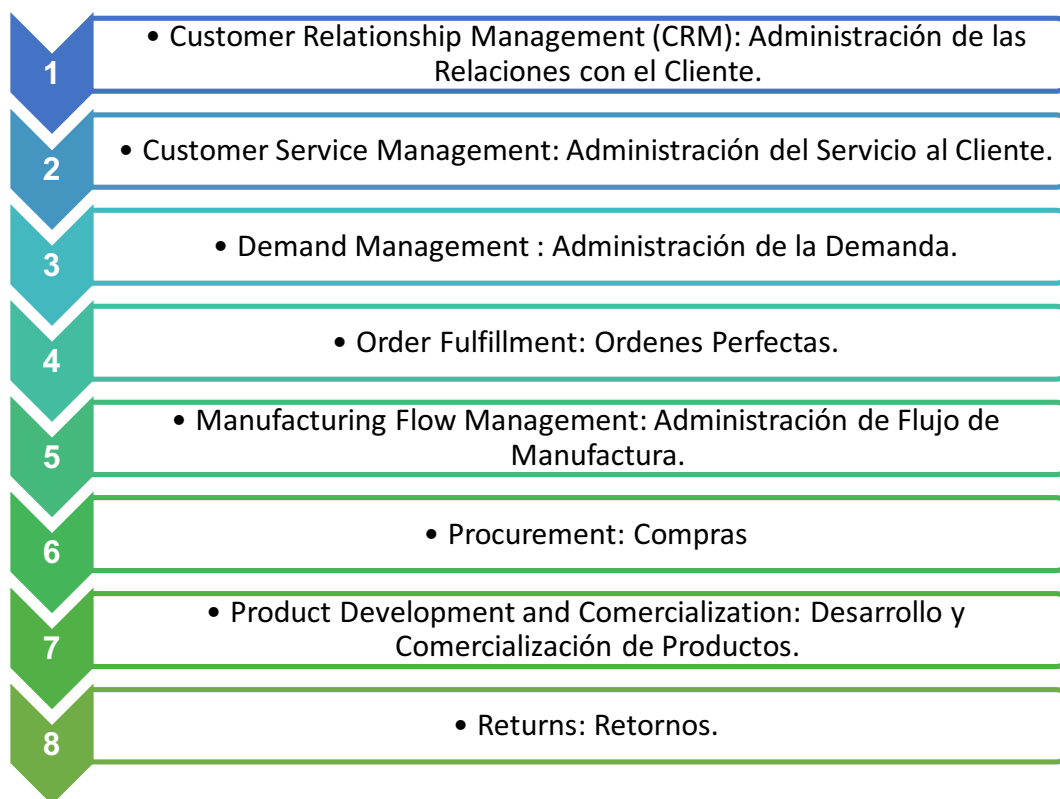 1
• Customer Relationship Management (CRM): Administración de las
Relaciones con el Cliente.
2
• Customer Service Management: Administración del Servicio al Cliente.
3
• Demand Management : Administración de la Demanda.
4
• Order Fulfillment: Ordenes Perfectas.
5
• Manufacturing Flow Management: Administración de Flujo de
Manufactura.
6
• Procurement: Compras
7
• Product Development and Comercialization: Desarrollo y
Comercialización de Productos.
8
• Returns: Retornos.